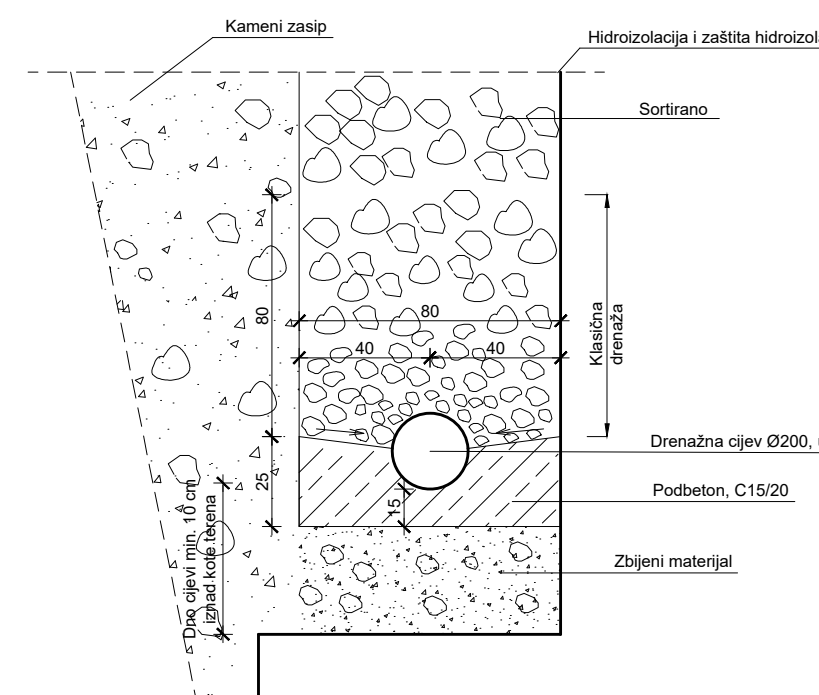 Kameni zasip
Hidroizolacija i zaštita hidroizola
Sortirano
80
80
40
40
Klasična
drenaža
Drenažna cijev Ø200, u
25
15
Podbeton, C15/20
Dno cijevi min. 10 cm
iznad kote terena
Zbijeni materijal